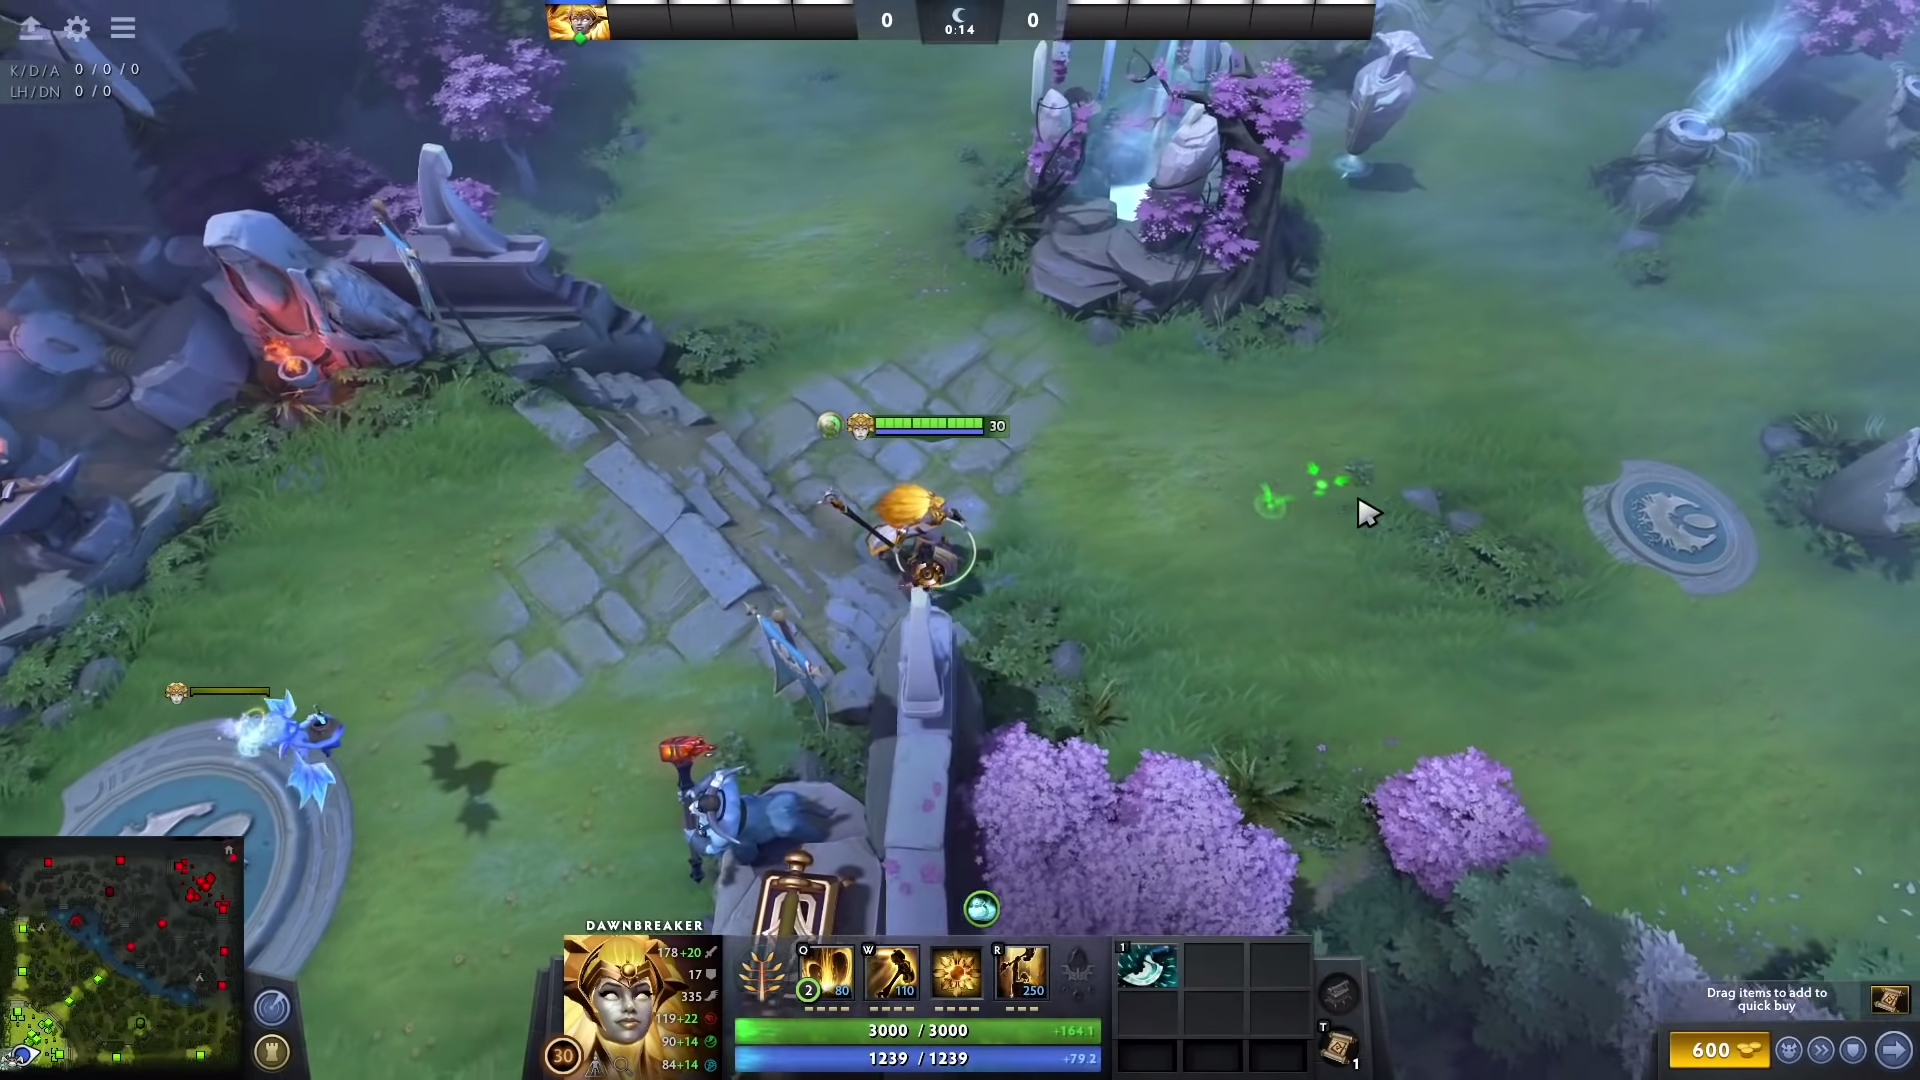 0
0:14
0
K/D/A 0 / 0 / 0
LH/DN 0 / 0
30
DAWNBREAKER
178+20
17
335
119+22
90+14
84+14
30
Q
2
80
W
110
R
250
3000 / 3000
+164.1
1239 / 1239
+79.2
1
T
1
Drag items to add to
quick buy
600